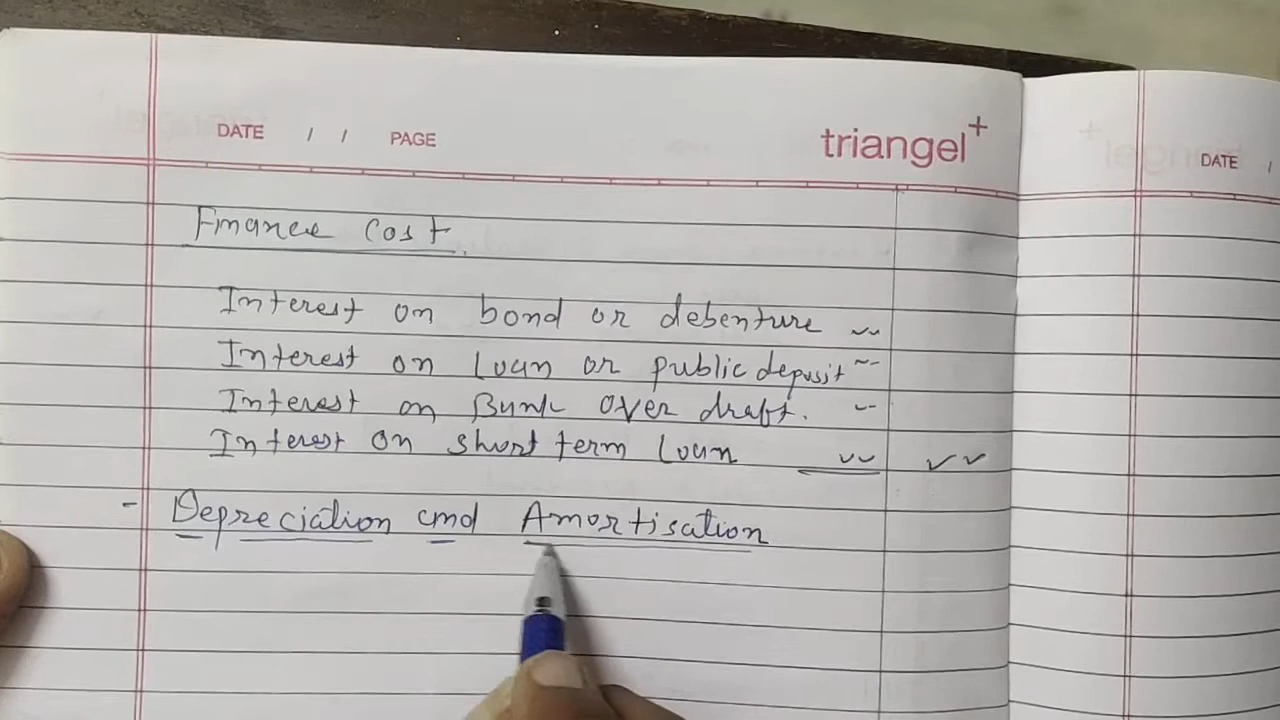 DATE / / PAGE
triangel+
DATE /
Finance Cost.
Interest on bond or debenture
Interest on Loan or public deposit
Interest on Bank over draft.
Interest on short term Loan
- Depreciation and Amortisation